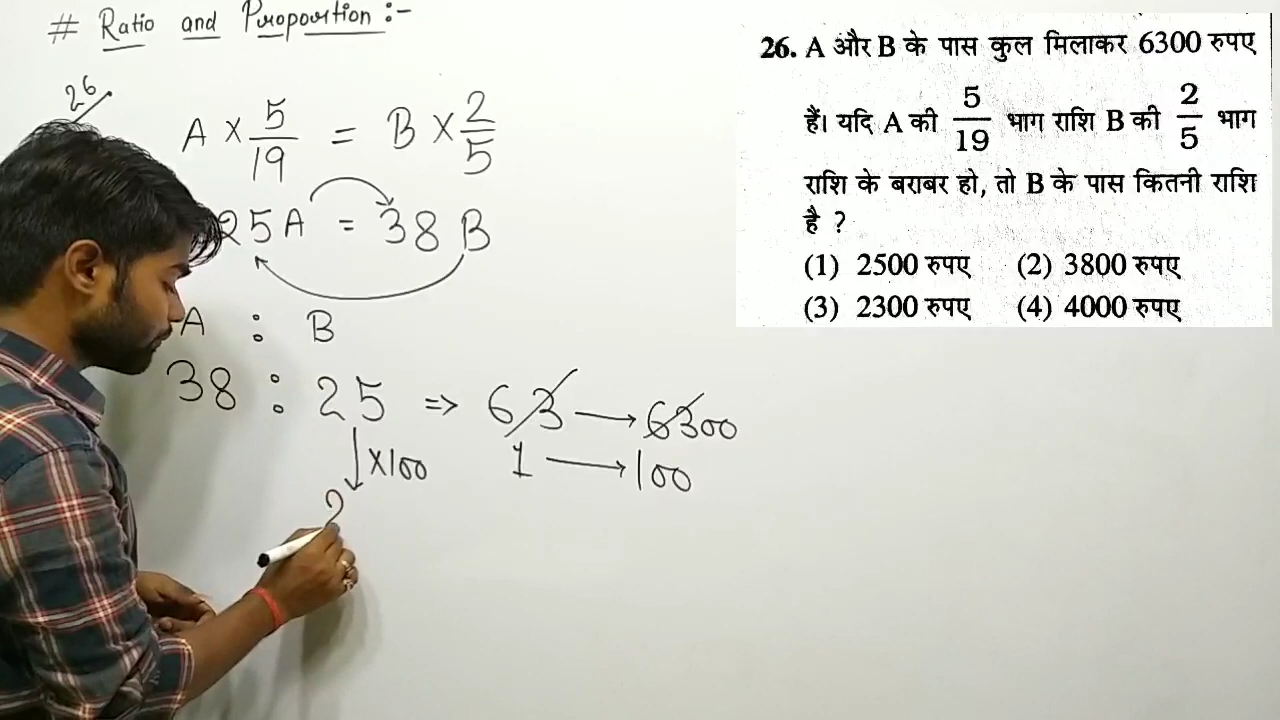 # Ratio and Proportion :-
26
A × 5/19 = B × 2/5
25A = 38 B
A : B
38 : 25 => 63 → 6300
×100 1 → 100
2
26. A और B के पास कुल मिलाकर 6300 रुपए
हैं। यदि A की 5/19 भाग राशि B की 2/5 भाग
राशि के बराबर हो, तो B के पास कितनी राशि
है ?
(1) 2500 रुपए (2) 3800 रुपए
(3) 2300 रुपए (4) 4000 रुपए